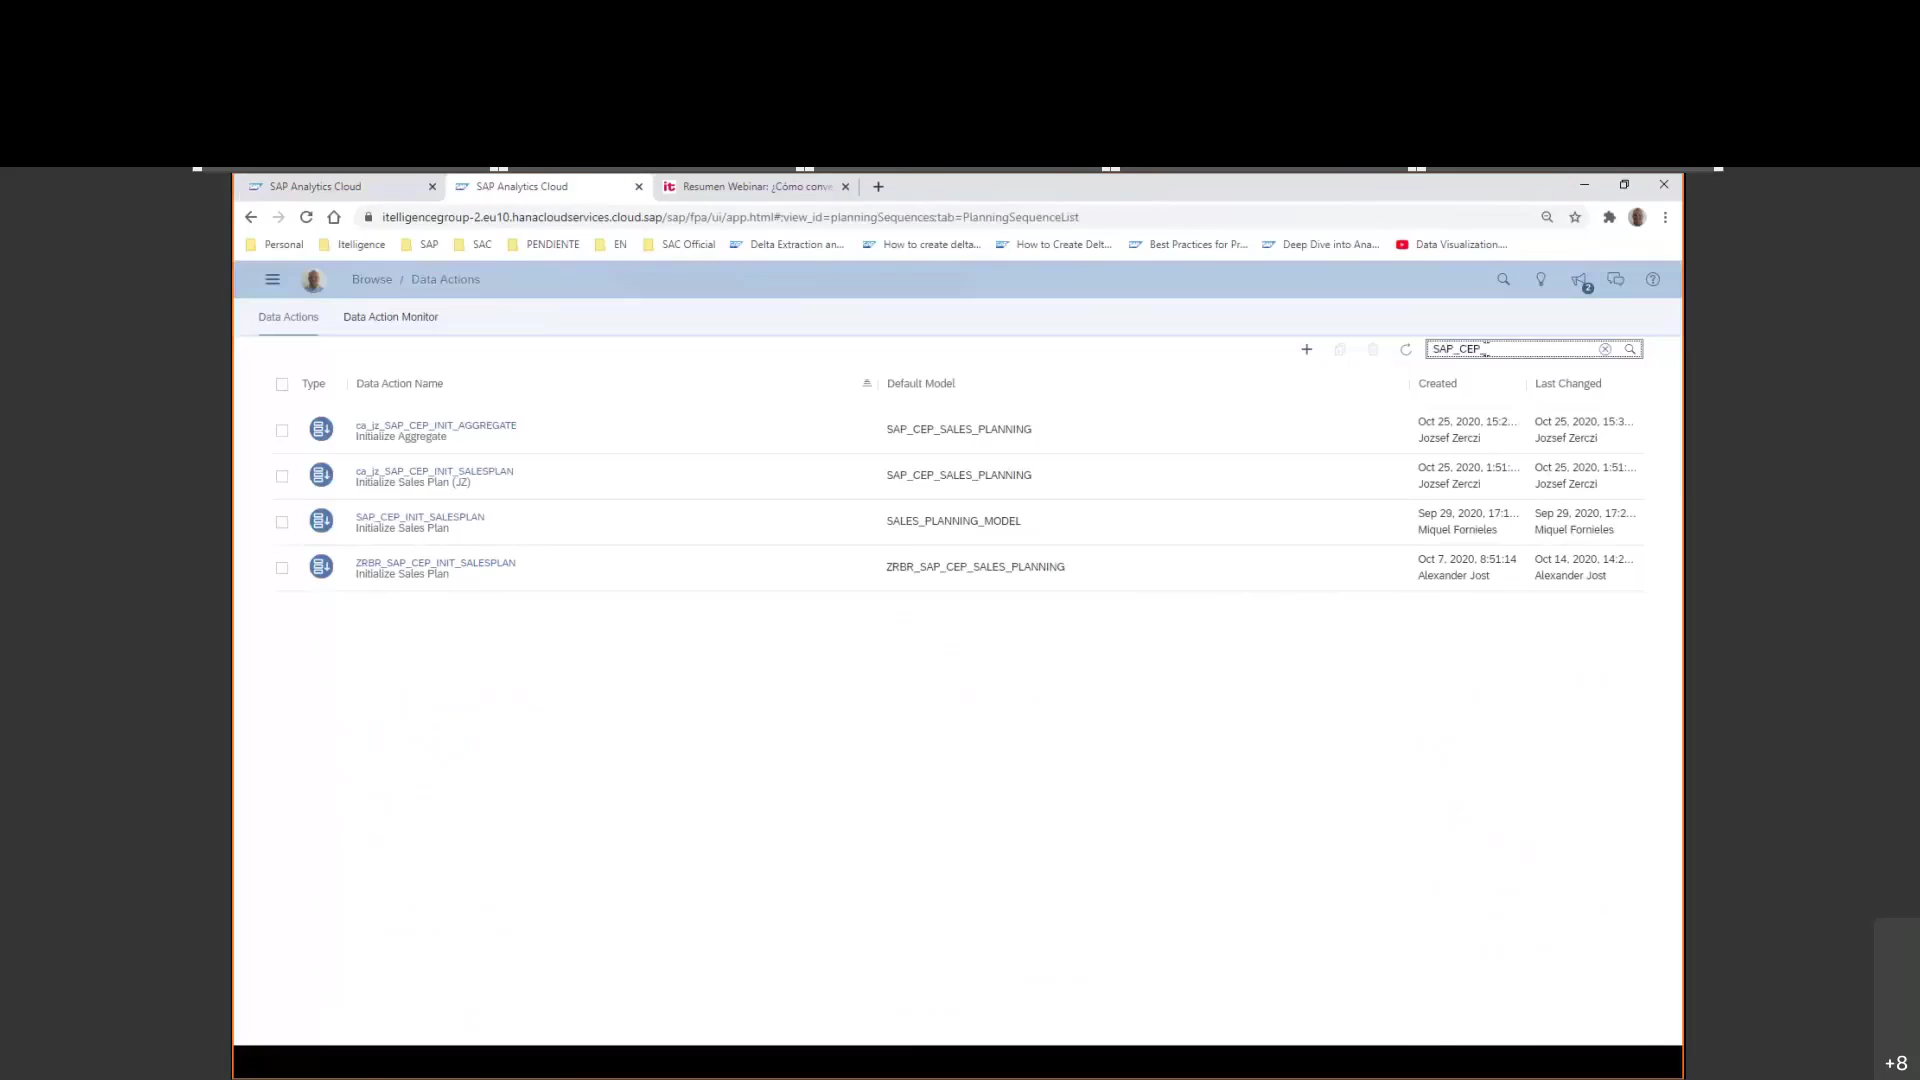 SAP Analytics Cloud SAP Analytics Cloud it Resumen Webinar: ¿Cómo conve
itelligencegroup-2.eu10.hanacloudservices.cloud.sap/sap/fpa/ui/app.html#;view_id=planningSequences;tab=PlanningSequenceList
Personal Itelligence SAP SAC PENDIENTE EN SAC Official Delta Extraction an... How to create delta... How to Create Delt... Best Practices for Pr... Deep Dive into Ana... Data Visualization....
Browse / Data Actions 2
Data Actions Data Action Monitor
SAP_CEP_
Type Data Action Name Default Model Created Last Changed
ca_jz_SAP_CEP_INIT_AGGREGATE
Initialize Aggregate
SAP_CEP_SALES_PLANNING
Oct 25, 2020, 15:2... Oct 25, 2020, 15:3...
Jozsef Zerczi Jozsef Zerczi
ca_jz_SAP_CEP_INIT_SALESPLAN
Initialize Sales Plan (JZ)
SAP_CEP_SALES_PLANNING
Oct 25, 2020, 1:51:... Oct 25, 2020, 1:51:...
Jozsef Zerczi Jozsef Zerczi
SAP_CEP_INIT_SALESPLAN
Initialize Sales Plan
SALES_PLANNING_MODEL
Sep 29, 2020, 17:1... Sep 29, 2020, 17:2...
Miquel Fornieles Miquel Fornieles
ZRBR_SAP_CEP_INIT_SALESPLAN
Initialize Sales Plan
ZRBR_SAP_CEP_SALES_PLANNING
Oct 7, 2020, 8:51:14 Oct 14, 2020, 14:2...
Alexander Jost Alexander Jost
+8